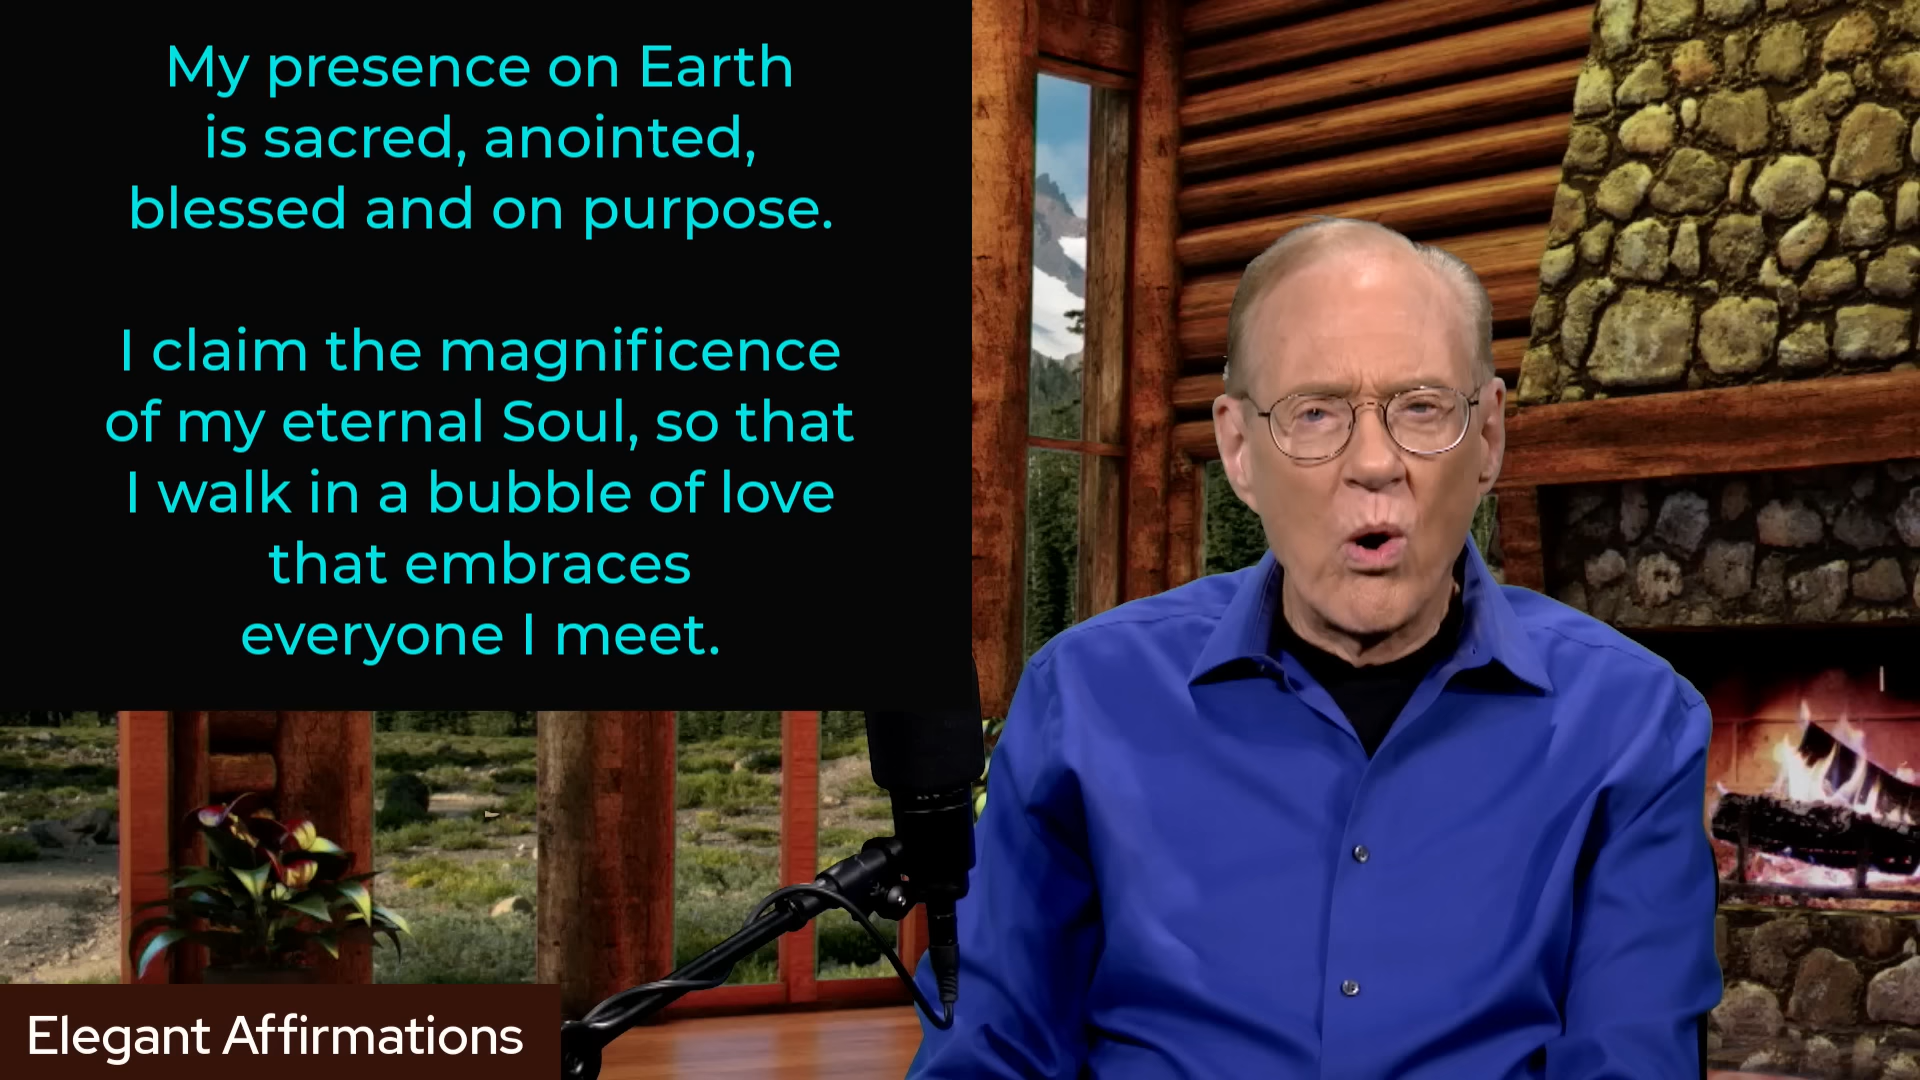 My presence on Earth
is sacred, anointed,
blessed and on purpose.
I claim the magnificence
of my eternal Soul, so that
I walk in a bubble of love
that embraces
everyone I meet.
Elegant Affirmations